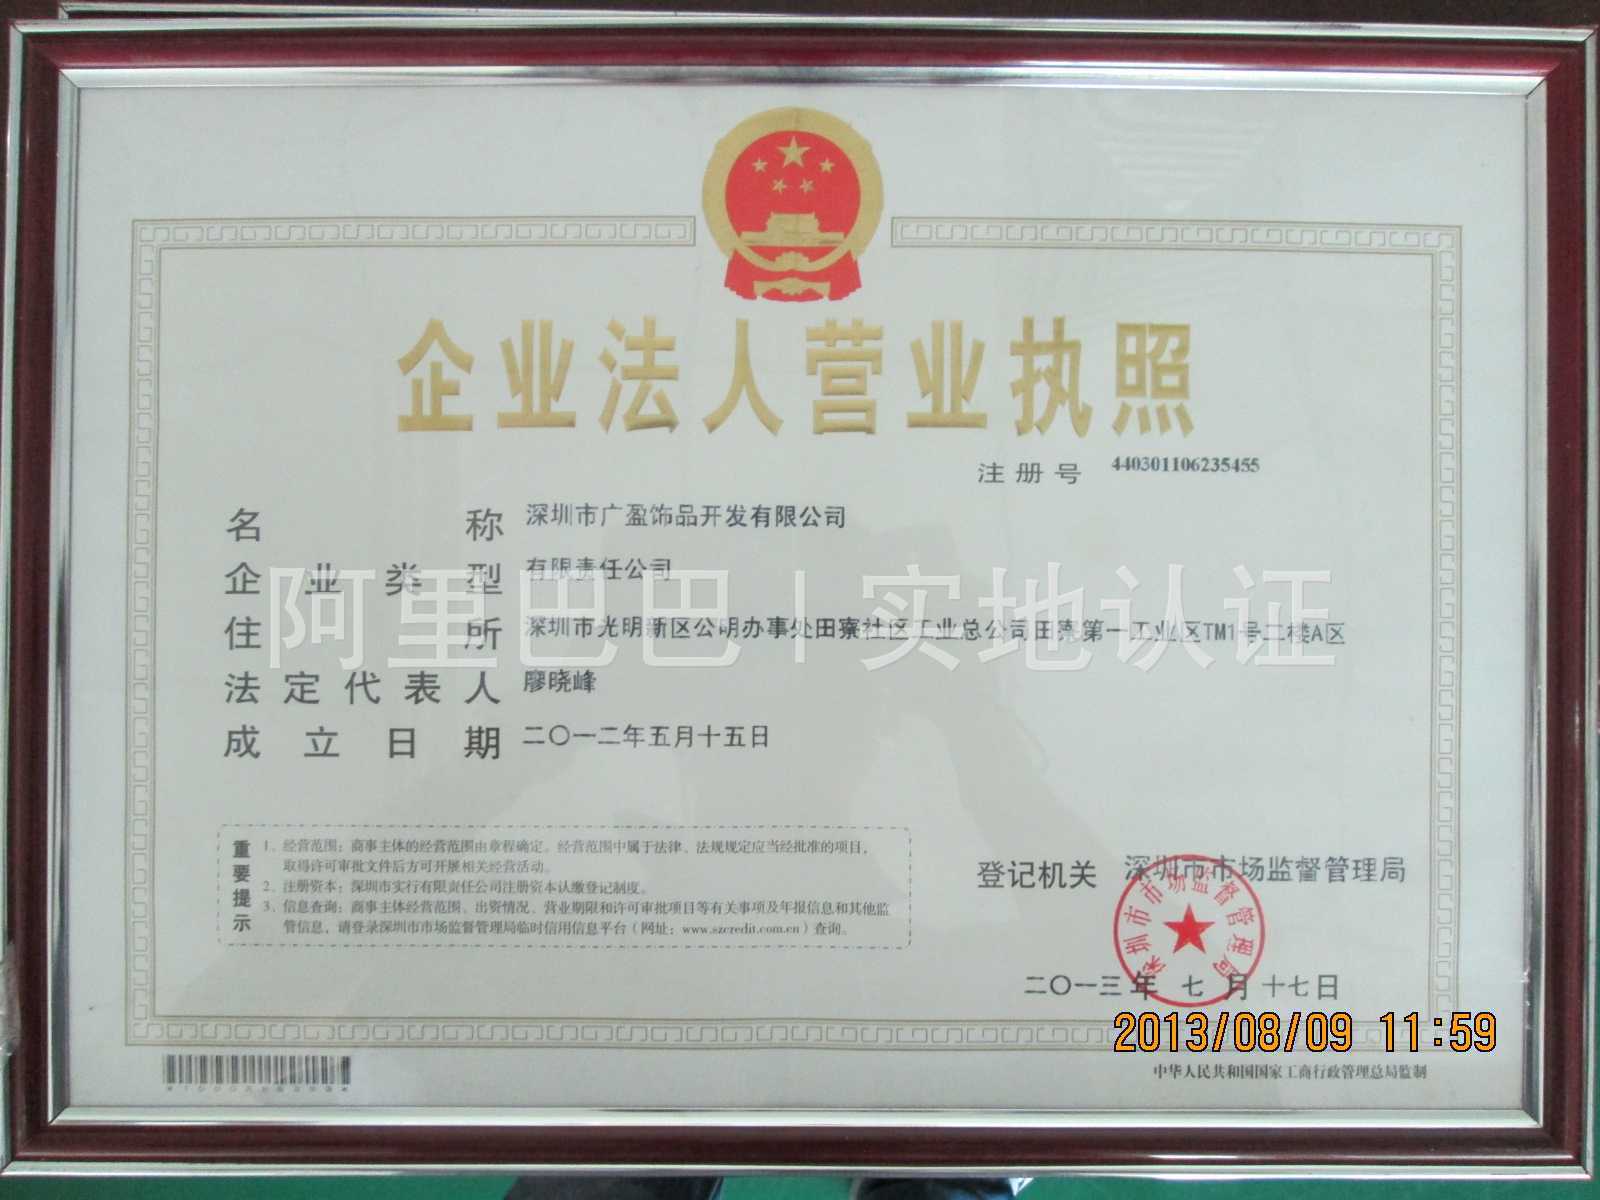 企业法人营业执照
注册号 440301106235455
名称 深圳市广盈饰品开发有限公司
企业类型 有限责任公司
住所 深圳市光明新区公明办事处田寮社区工业总公司田寮第一工业区TM1号二楼A区
法定代表人 廖晓峰
成立日期 二〇一二年五月十五日
阿里巴巴 | 实地认证
重要提示
1、经营范围：商事主体的经营范围由章程确定。经营范围中属于法律、法规规定应当经批准的项目，
取得许可审批文件后方可开展相关经营活动。
2、注册资本：深圳市实行有限责任公司注册资本认缴登记制度。
3、信息查询：商事主体经营范围、出资情况、营业期限和许可审批项目等有关事项及年报信息和其他监
管信息，请登录深圳市市场监督管理局临时信用信息平台（网址：www.szcredit.com.cn）查询。
登记机关 深圳市市场监督管理局
深圳市市场监督管理局
二〇一三年七月十七日
2013/08/09 11:59
中华人民共和国国家工商行政管理总局监制